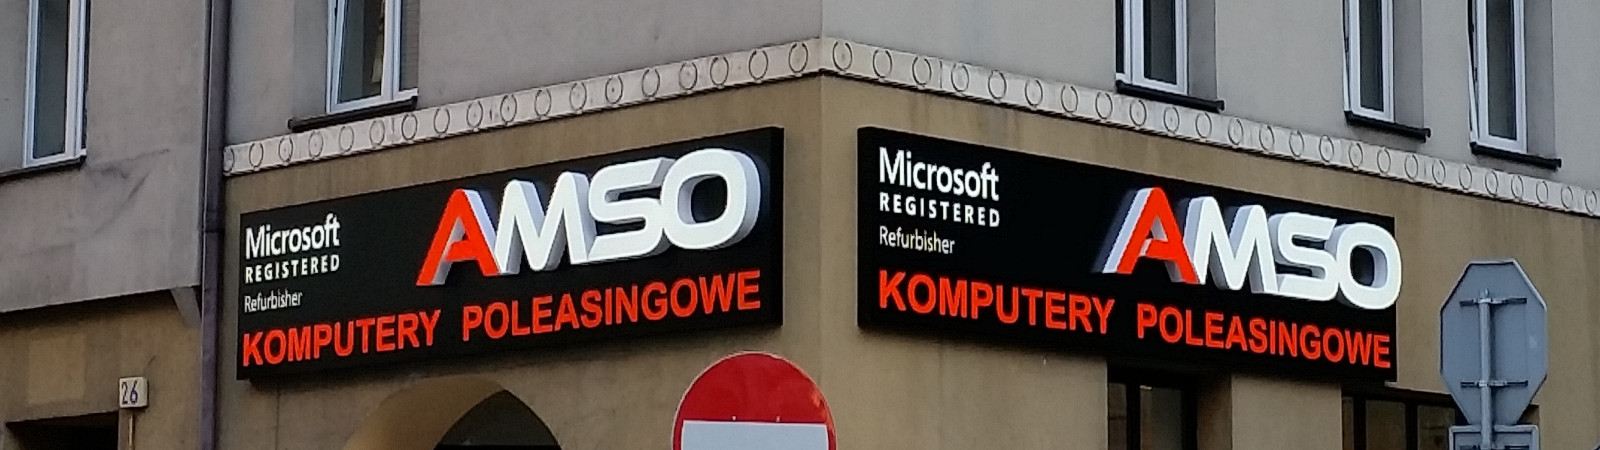 Microsoft
REGISTERED
Refurbisher
AMSO
KOMPUTERY POLEASINGOWE
Microsoft
REGISTERED
Refurbisher
AMSO
KOMPUTERY POLEASINGOWE
26